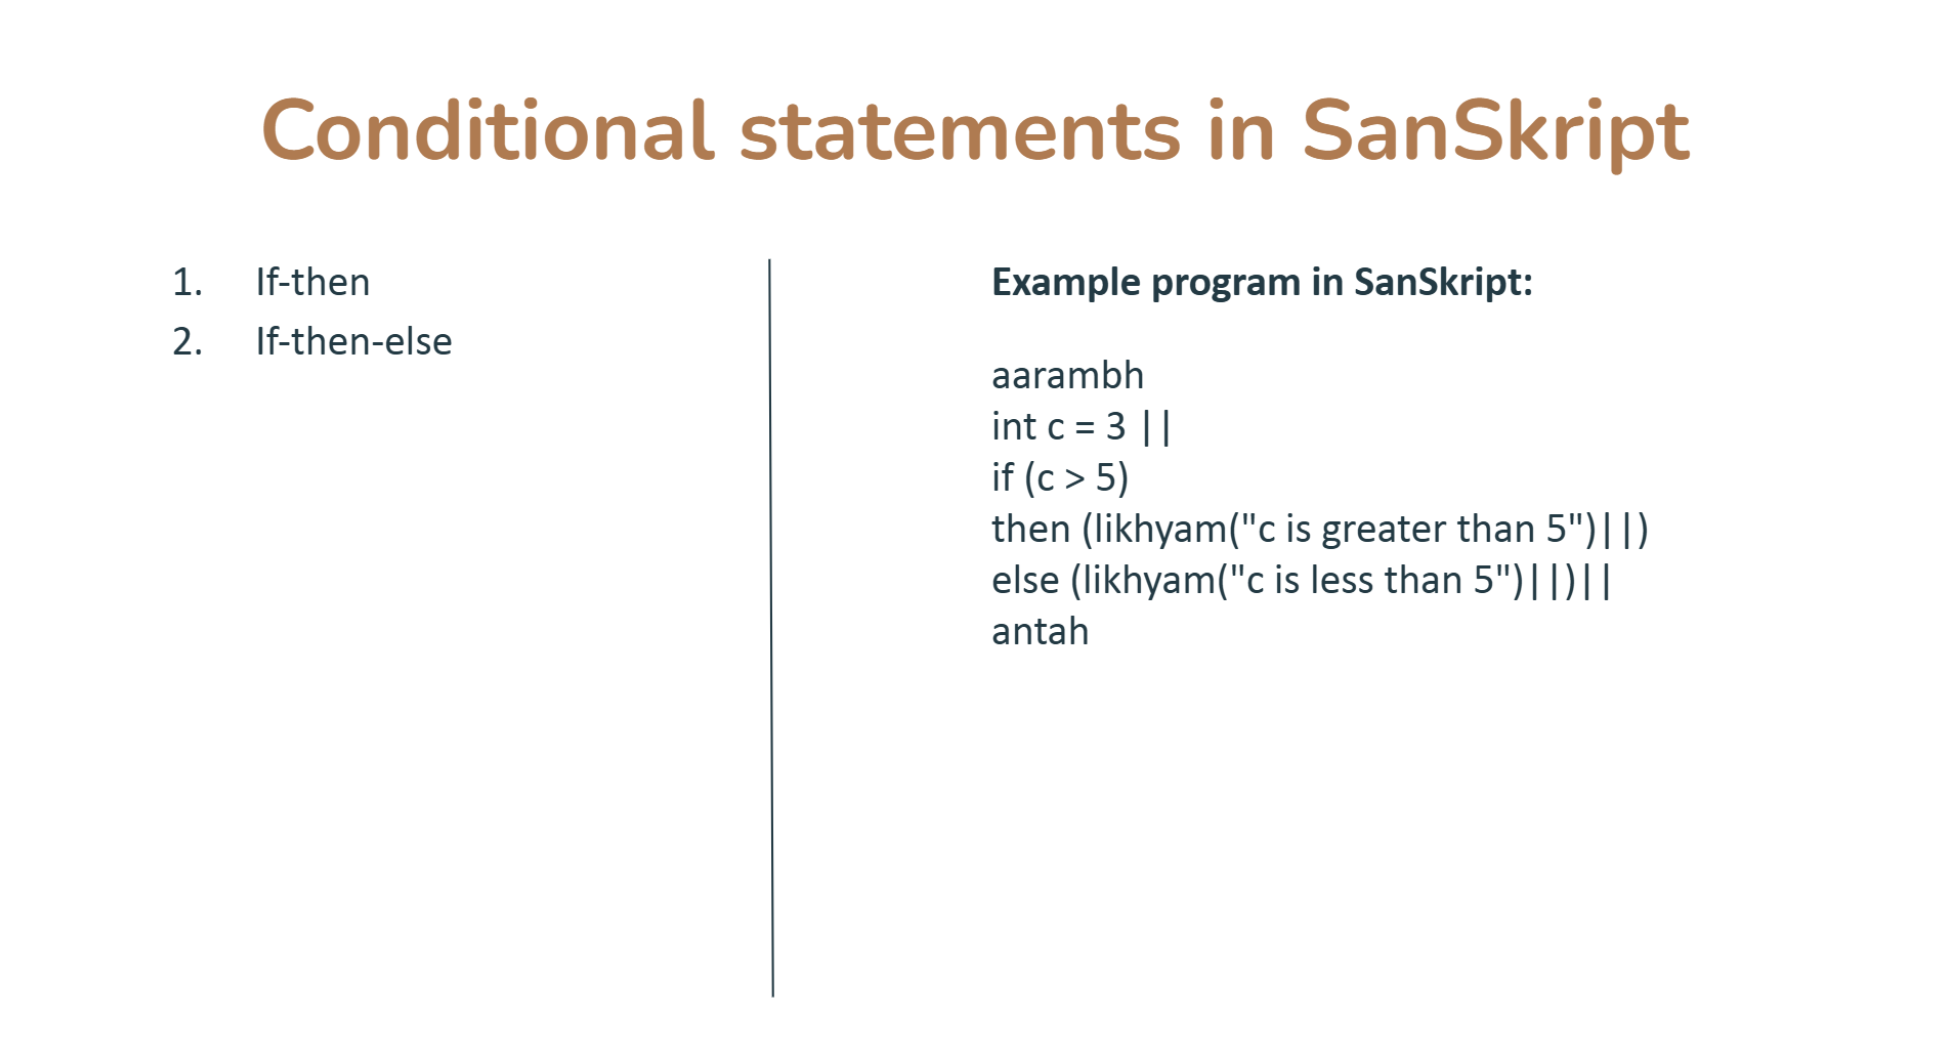 Conditional statements in SanSkript
1. If-then
2. If-then-else
Example program in SanSkript:
aarambh
int c = 3 ||
if (c > 5)
then (likhyam("c is greater than 5")||)
else (likhyam("c is less than 5")||)||
antah